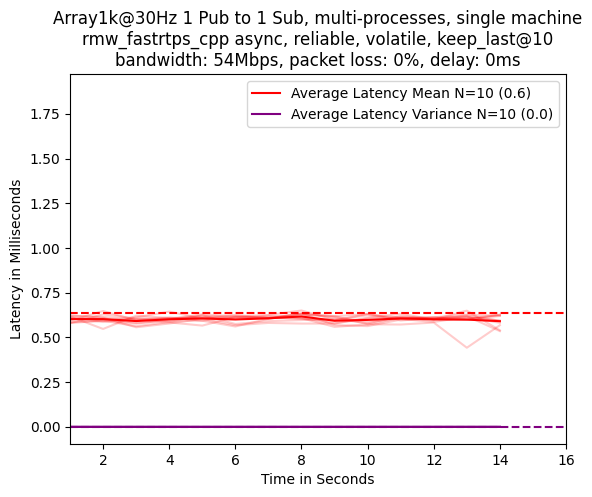 Array1k@30Hz 1 Pub to 1 Sub, multi-processes, single machine
rmw_fastrtps_cpp async, reliable, volatile, keep_last@10
bandwidth: 54Mbps, packet loss: 0%, delay: 0ms
Average Latency Mean N=10 (0.6)
Average Latency Variance N=10 (0.0)
Latency in Milliseconds
1.75
1.50
1.25
1.00
0.75
0.50
0.25
0.00
2 4 6 8 10 12 14 16
Time in Seconds